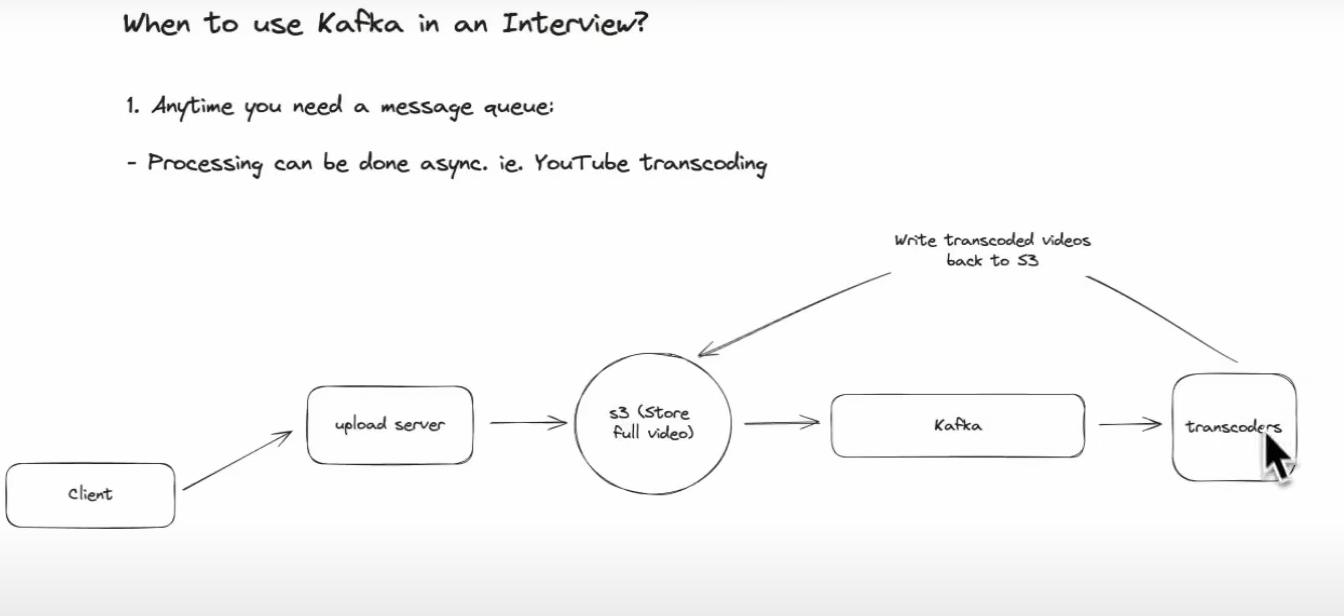 When to use Kafka in an Interview?
1. Anytime you need a message queue:
- Processing can be done async. ie. YouTube transcoding
Write transcoded videos
back to S3
s3 (Store
full video)
upload server
Kafka
transcoders
Client